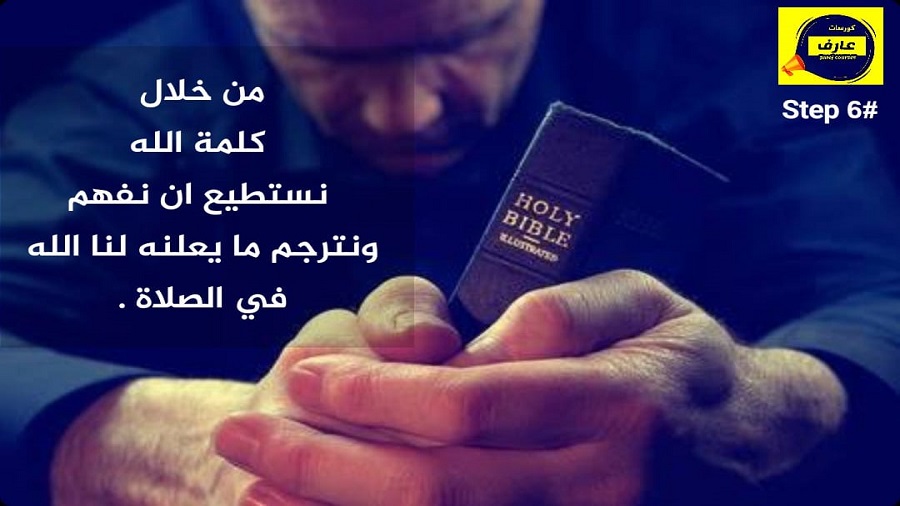 كورسات
عارف
Step 6#
من خلال
كلمة الله
نستطيع ان نفهم
ونترجم ما يعلنه لنا الله
في الصلاة .
HOLY
BIBLE
ILLUSTRATED